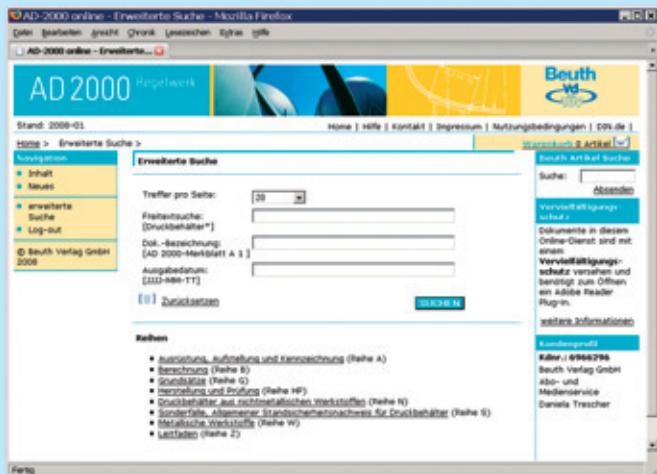 AD-2000 online - Erweiterte Suche - Mozilla Firefox
Datei Bearbeiten Ansicht Chronik Lesezeichen Extras Hilfe
AD-2000 online - Erweiterte...
AD 2000 Regelwerk
Beuth
Stand: 2008-01
Home | Hilfe | Kontakt | Impressum | Nutzungsbedingungen | DIN.de |
Home > Erweiterte Suche >
Warenkorb 0 Artikel
Navigation
Inhalt
Neues
erweiterte
Suche
Log-out
© Beuth Verlag GmbH
2008
Erweiterte Suche
Treffer pro Seite:
20
Freitextsuche:
[Druckbehälter*]
Dok.-Bezeichnung:
[AD 2000-Merkblatt A 1 ]
Ausgabedatum:
[JJJJ-MM-TT]
Zurücksetzen
SUCHEN
Reihen
Ausrüstung, Aufstellung und Kennzeichnung (Reihe A)
Berechnung (Reihe B)
Grundsätze (Reihe G)
Herstellung und Prüfung (Reihe HP)
Druckbehälter aus nichtmetallischen Werkstoffen (Reihe N)
Sonderfälle, Allgemeiner Standsicherheitsnachweis für Druckbehälter (Reihe S)
Metallische Werkstoffe (Reihe W)
Leitfaden (Reihe Z)
Beuth Artikel Suche
Suche:
Absenden
Vervielfältigungs-
schutz
Dokumente in diesem
Online-Dienst sind mit
einem
Vervielfältigungs-
schutz versehen und
benötigt zum Öffnen
ein Adobe Reader
Plug-in.
weitere Informationen
Kundenprofil
Kdnr.: 6966296
Beuth Verlag GmbH
Abo- und
Medienservice
Daniela Trescher
Fertig